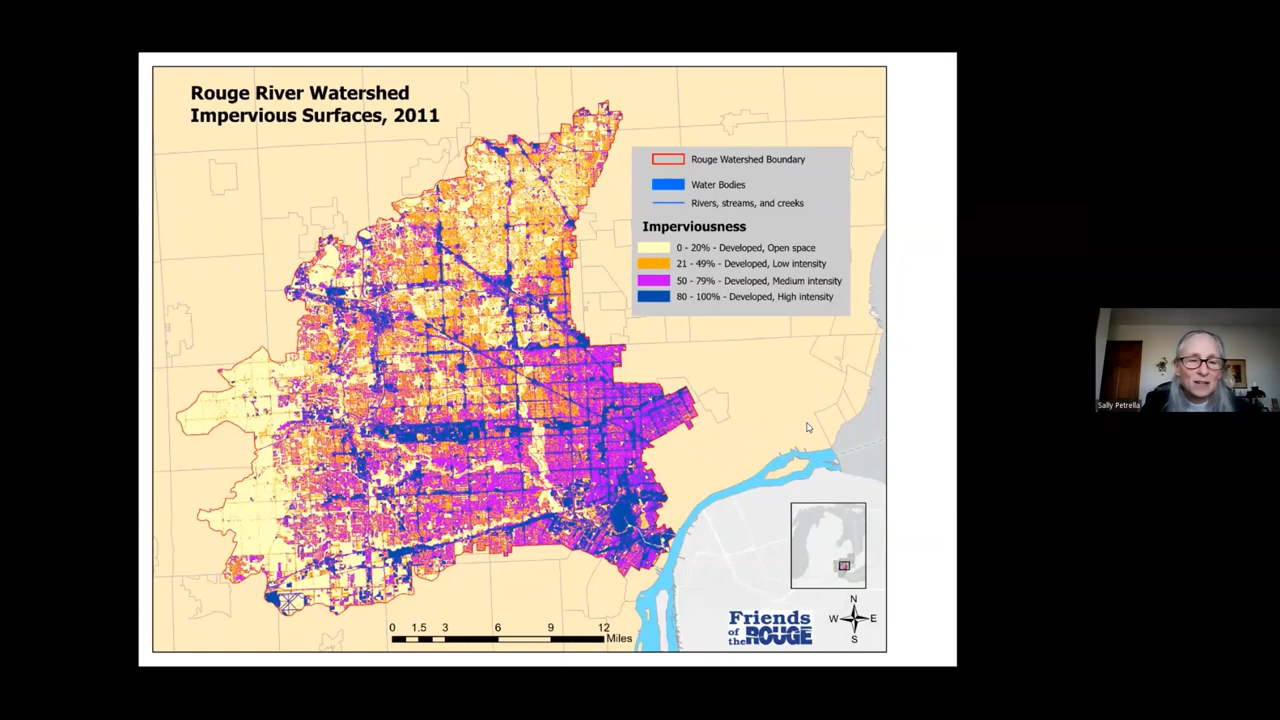 Rouge River Watershed
Impervious Surfaces, 2011
Rouge Watershed Boundary
Water Bodies
Rivers, streams, and creeks
Imperviousness
0 - 20% - Developed, Open space
21 - 49% - Developed, Low intensity
50 - 79% - Developed, Medium intensity
80 - 100% - Developed, High intensity
Sally Petrella
0 1.5 3 6 9 12
Miles
Friends
of
the ROUGE
N
W E
S